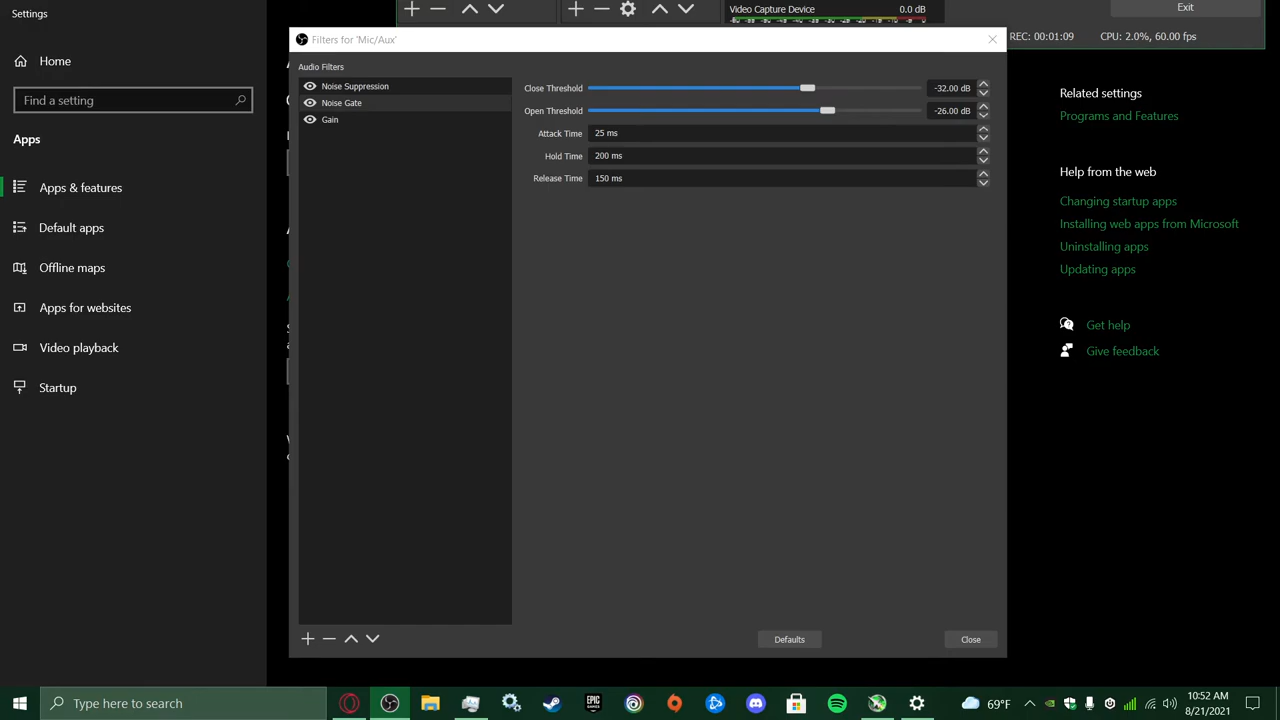 Settings
Home
Find a setting
Apps
Apps & features
Default apps
Offline maps
Apps for websites
Video playback
Startup
Video Capture Device
0.0 dB
Exit
REC: 00:01:09
CPU: 2.0%, 60.00 fps
Filters for 'Mic/Aux'
Audio Filters
Noise Suppression
Noise Gate
Gain
Close Threshold
-32.00 dB
Open Threshold
-26.00 dB
Attack Time
25 ms
Hold Time
200 ms
Release Time
150 ms
Defaults
Close
Related settings
Programs and Features
Help from the web
Changing startup apps
Installing web apps from Microsoft
Uninstalling apps
Updating apps
Get help
Give feedback
Type here to search
EPIC
GAMES
69°F
10:52 AM
8/21/2021